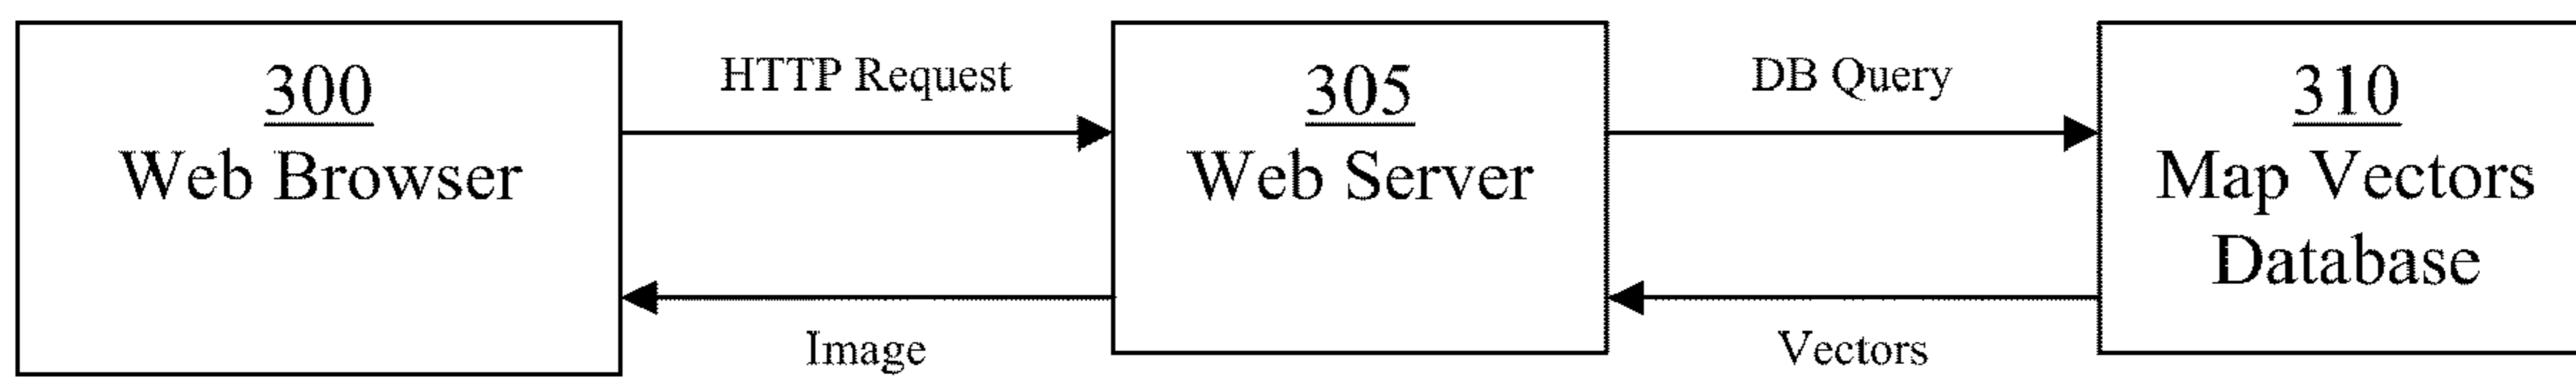 300
Web Browser
HTTP Request
Image
305
Web Server
DB Query
Vectors
310
Map Vectors
Database